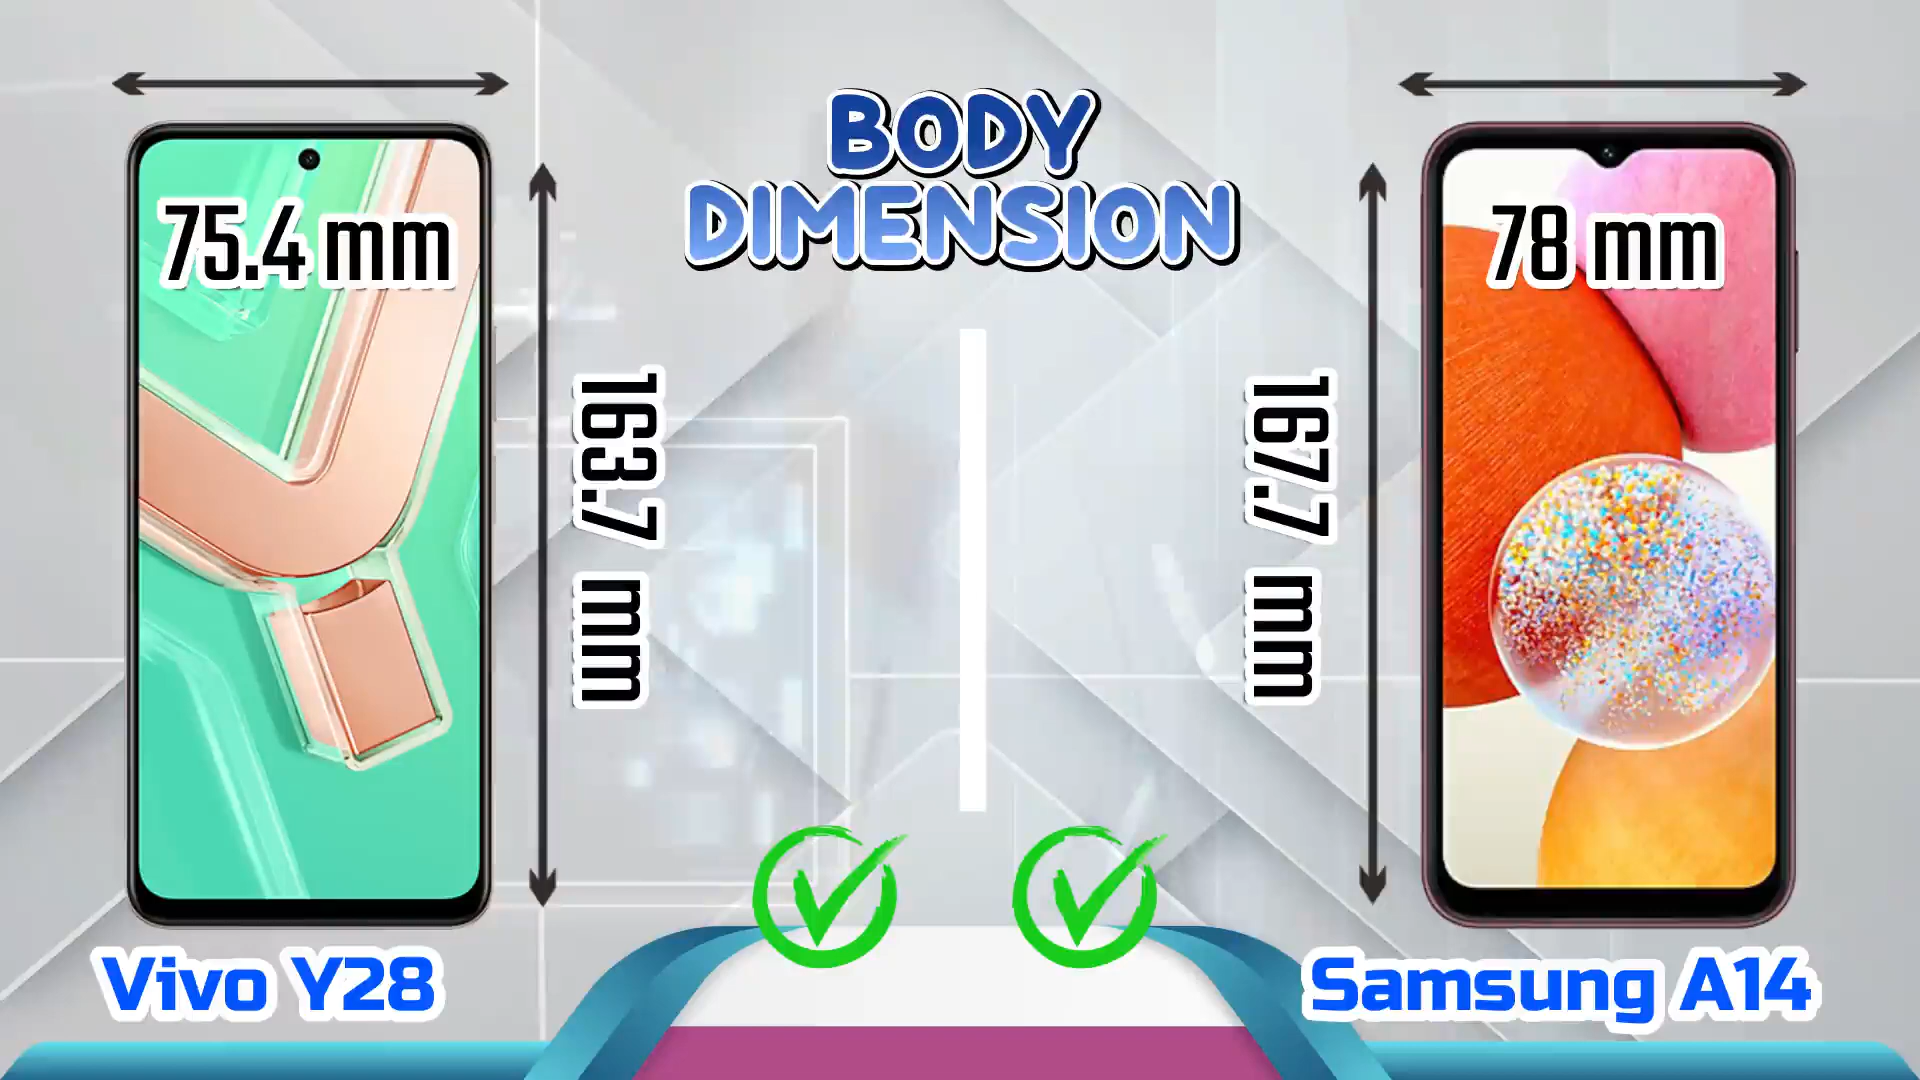 BODY
DIMENSION
75.4 mm
163.7 mm
167.7 mm
78 mm
Vivo Y28
Samsung A14